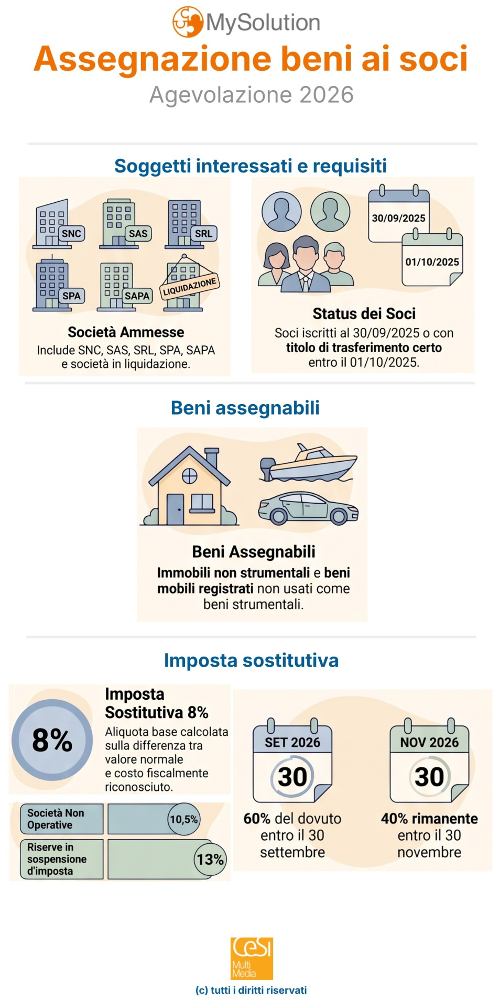 MySolution
Assegnazione beni ai soci
Agevolazione 2026
Soggetti interessati e requisiti
SNC
SAS
SRL
SPA
SAPA
LIQUIDAZIONE
Società Ammesse
Include SNC, SAS, SRL, SPA, SAPA
e società in liquidazione.
30/09/2025
01/10/2025
Status dei Soci
Soci iscritti al 30/09/2025 o con
titolo di trasferimento certo
entro il 01/10/2025.
Beni assegnabili
Beni Assegnabili
Immobili non strumentali e beni
mobili registrati non usati come
beni strumentali.
Imposta sostitutiva
8%
Imposta
Sostitutiva 8%
Aliquota base calcolata
sulla differenza tra
valore normale
e costo fiscalmente
riconosciuto.
Società Non
Operative
10,5%
Riserve in
sospensione
d'imposta
13%
SET 2026
30
60% del dovuto
entro il 30
settembre
NOV 2026
30
40% rimanente
entro il 30
novembre
CeSI
Multi
Media
(c) tutti i diritti riservati